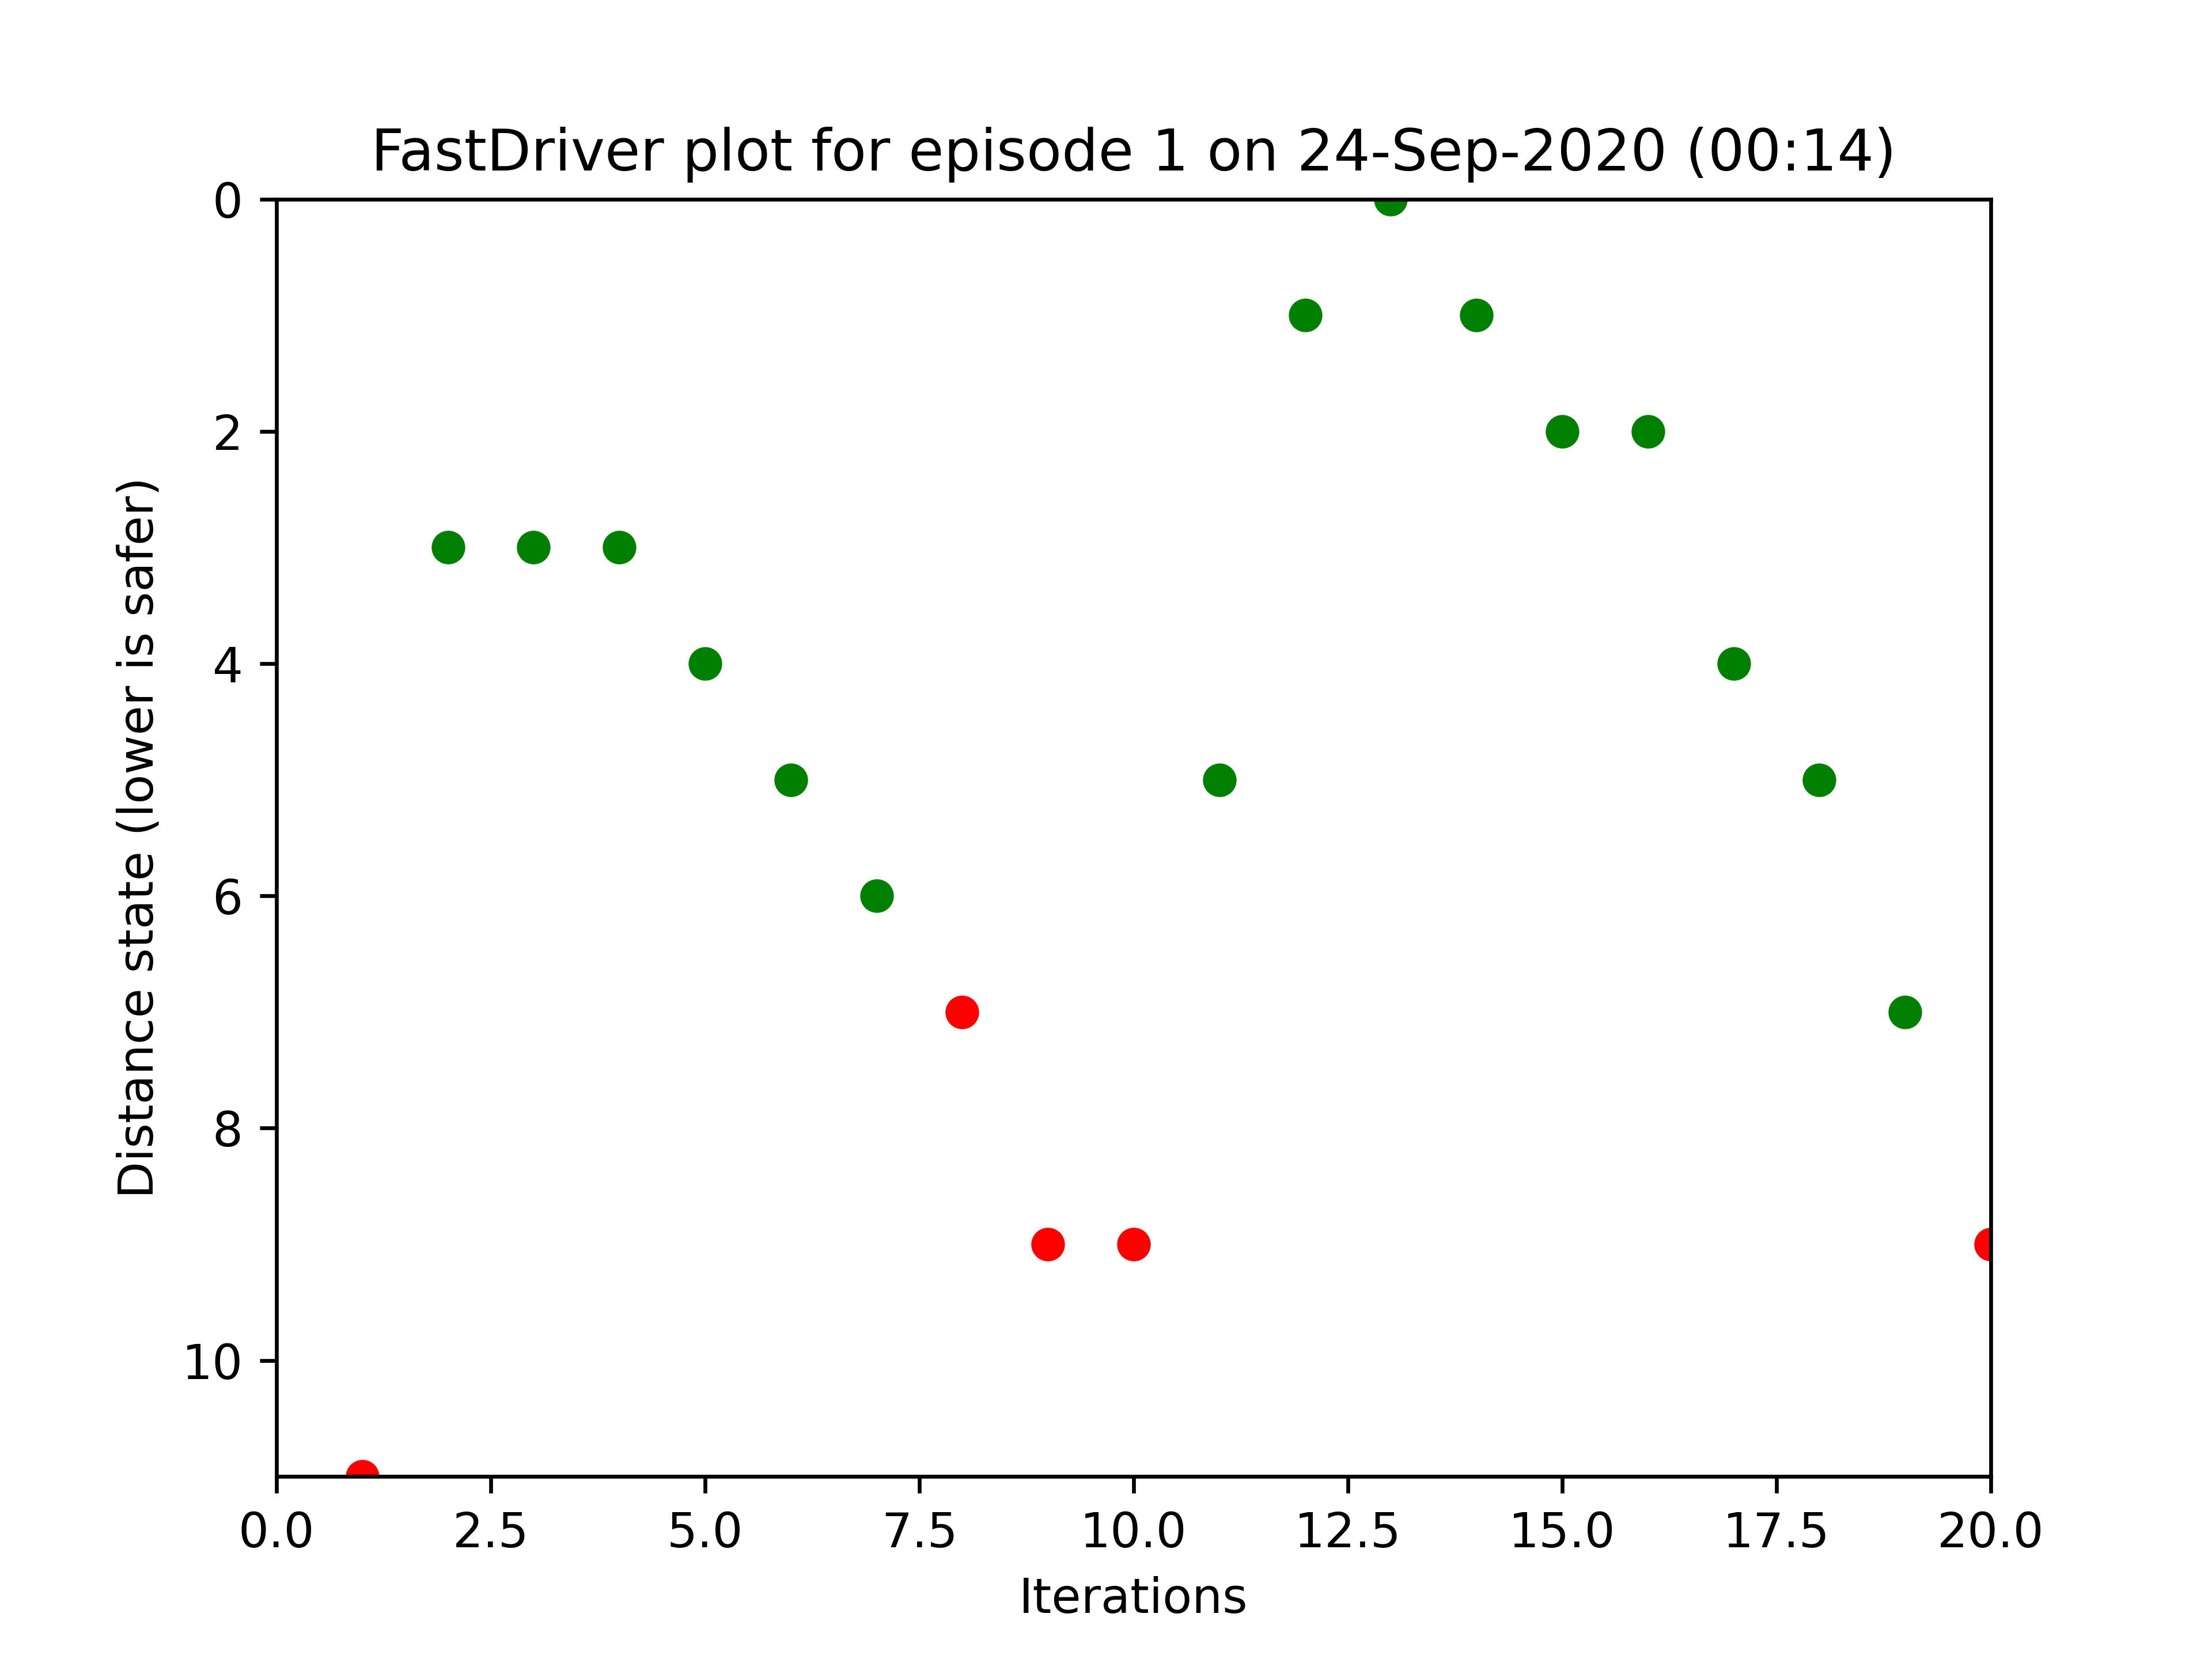 FastDriver plot for episode 1 on 24-Sep-2020 (00:14)
Distance state (lower is safer)
0
2
4
6
8
10
0.0 2.5 5.0 7.5 10.0 12.5 15.0 17.5 20.0
Iterations